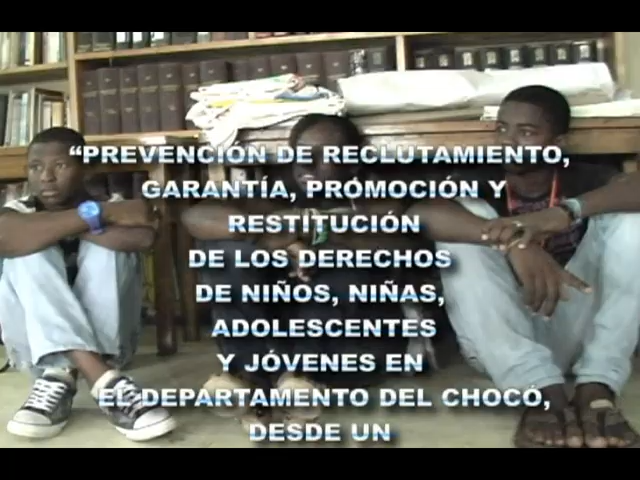 “PREVENCIÓN DE RECLUTAMIENTO,
GARANTÍA, PROMOCIÓN Y
RESTITUCIÓN
DE LOS DERECHOS
DE NIÑOS, NIÑAS,
ADOLESCENTES
Y JÓVENES EN
EL DEPARTAMENTO DEL CHOCÓ,
DESDE UN